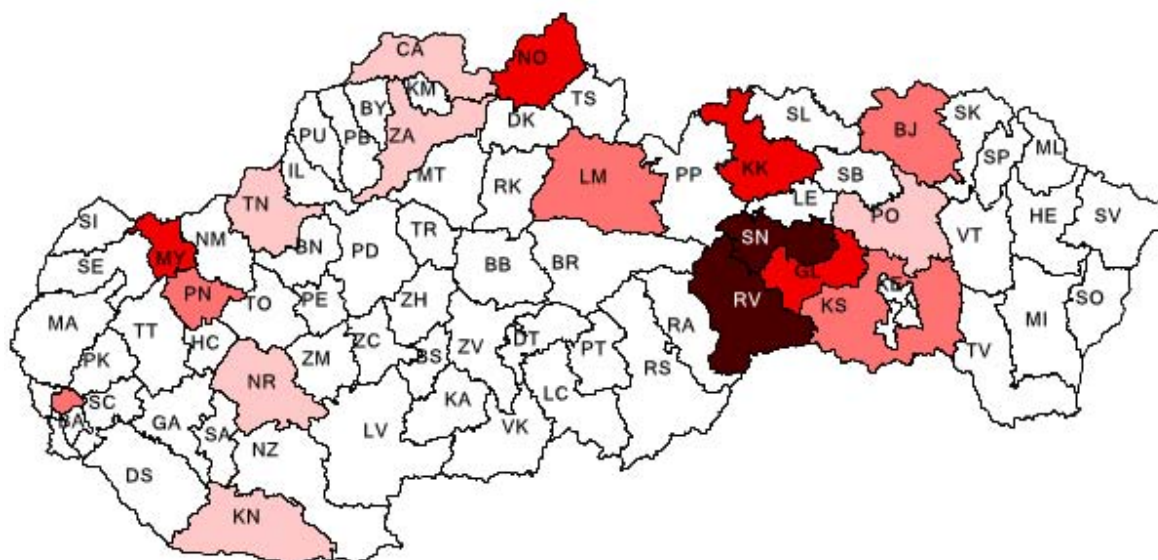 CA
NO
KM
TS
BY
DK
SL
SK
PU
PB
ZA
BJ
SP
ML
IL
MT
RK
LM
PP
KK
SB
TN
LE
HE
SV
SI
NM
BN
TR
PO
SE
MY
PD
BB
BR
SN
VT
GL
PN
TO
PE
ZH
RV
KS
SO
MA
TT
HC
ZM
ZC
BS
ZV
DT
PT
RA
RS
MI
TV
PK
NR
KA
LC
SC
BA
GA
SA
NZ
LV
VK
DS
KN